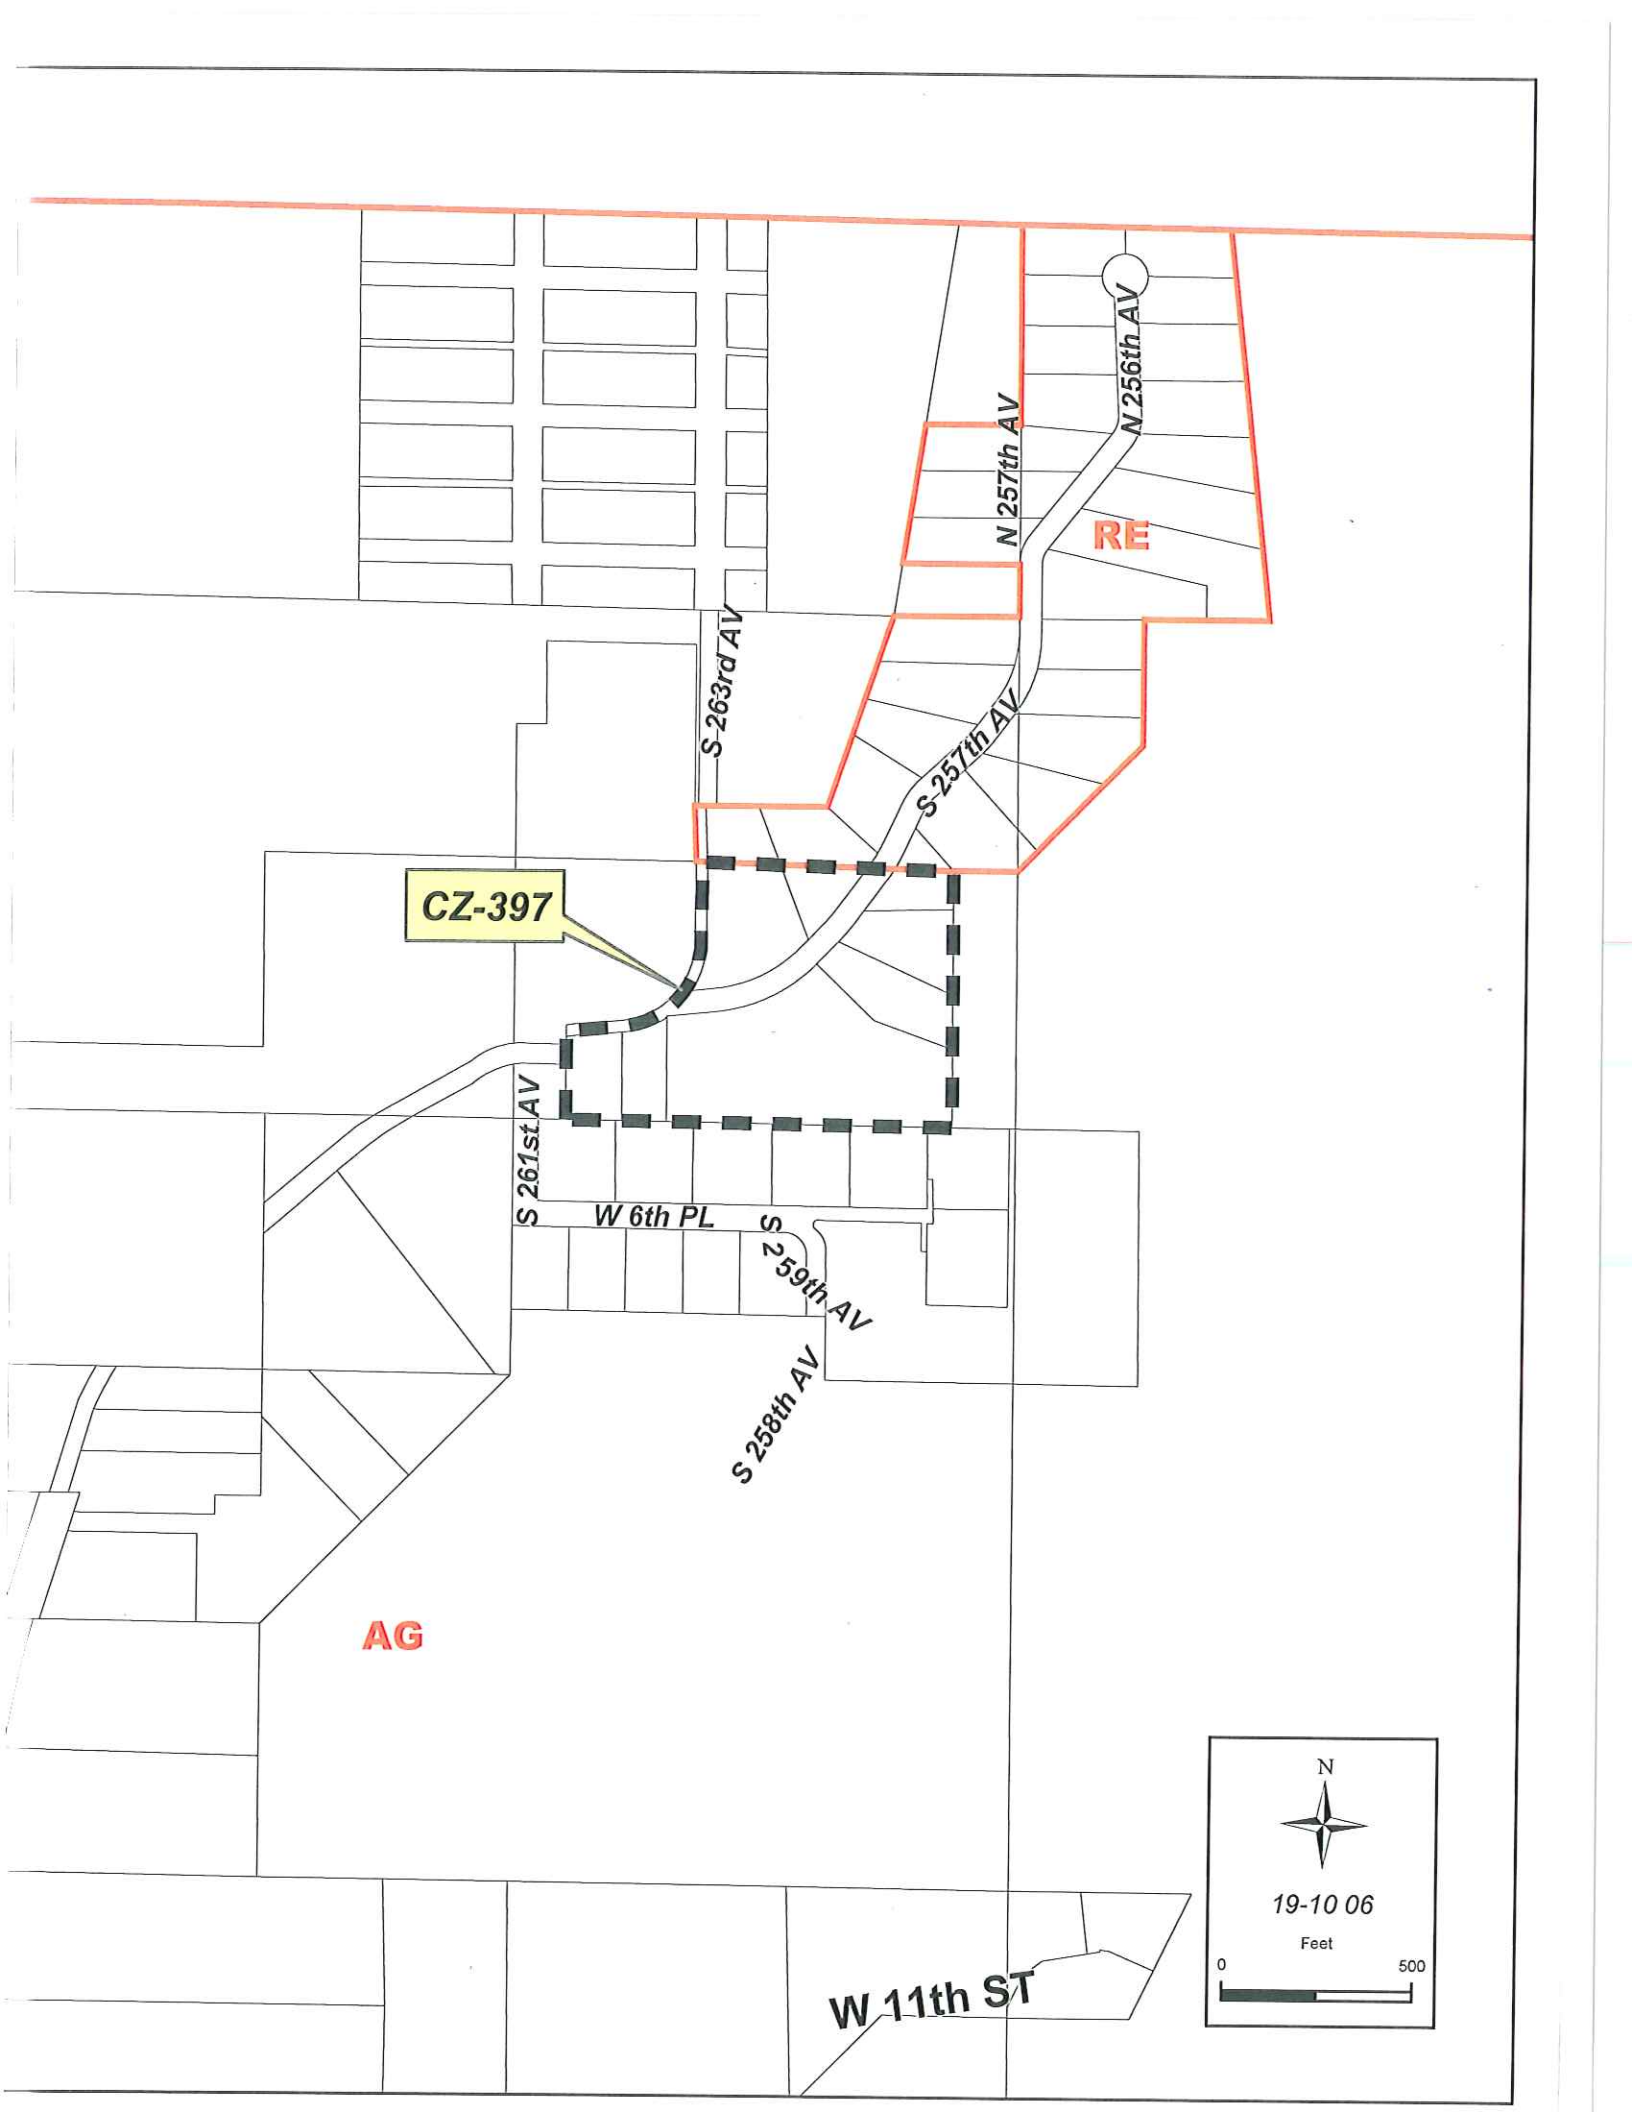 N 256th AV
N 257th AV
RE
S 263rd AV
S 257th AV
CZ-397
S 261st AV
W 6th PL
S 259th AV
S 258th AV
AG
N
19-10 06
Feet
0 500
W 11th ST